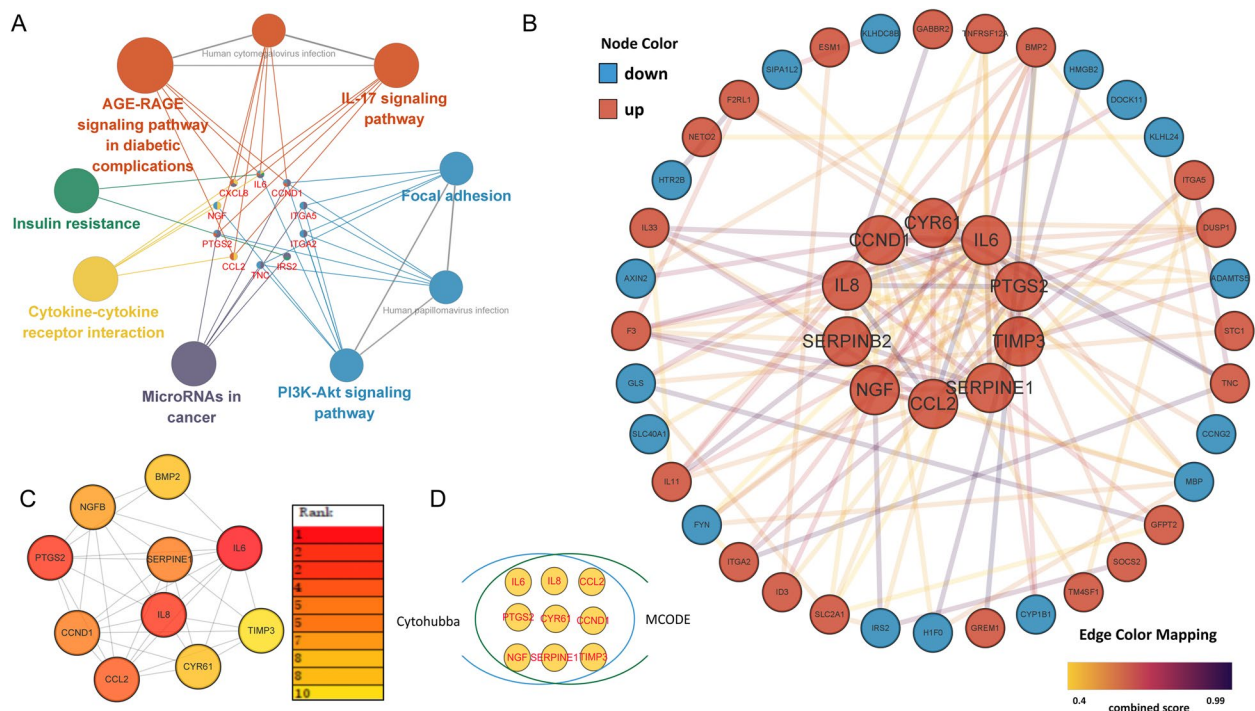 A
Human cytomegalovirus infection
AGE-RAGE
signaling pathway
in diabetic
complications
IL-17 signaling
pathway
Insulin resistance
Focal adhesion
Cytokine-cytokine
receptor interaction
Human papillomavirus infection
MicroRNAs in
cancer
PI3K-Akt signaling
pathway
CXCL8
IL6
CCND1
NGF
ITGA5
PTGS2
ITGA2
CCL2
TNC
IRS2
B
Node Color
down
up
KLHDC8B
GABBR2
TNFRSF12A
BMP2
HMGB2
DOCK11
KLHL24
ITGA5
DUSP1
ADAMTS5
STC1
TNC
CCNG2
MBP
GFPT2
SOCS2
TM4SF1
CYP1B1
GREM1
H1F0
IRS2
SLC2A1
ID3
ITGA2
FYN
IL11
SLC40A1
GLS
F3
AXIN2
IL33
HTR2B
NETO2
F2RL1
SIPA1L2
ESM1
CYR61
CCND1
IL6
IL8
PTGS2
SERPINB2
TIMP3
NGF
SERPINE1
CCL2
Edge Color Mapping
0.4
0.99
combined score
C
BMP2
NGFB
PTGS2
SERPINE1
IL6
IL8
CCND1
TIMP3
CYR61
CCL2
Rank
1
2
2
4
5
5
7
8
8
10
D
Cytohubba
IL6 IL8 CCL2
PTGS2 CYR61 CCND1
NGF SERPINE1 TIMP3
MCODE